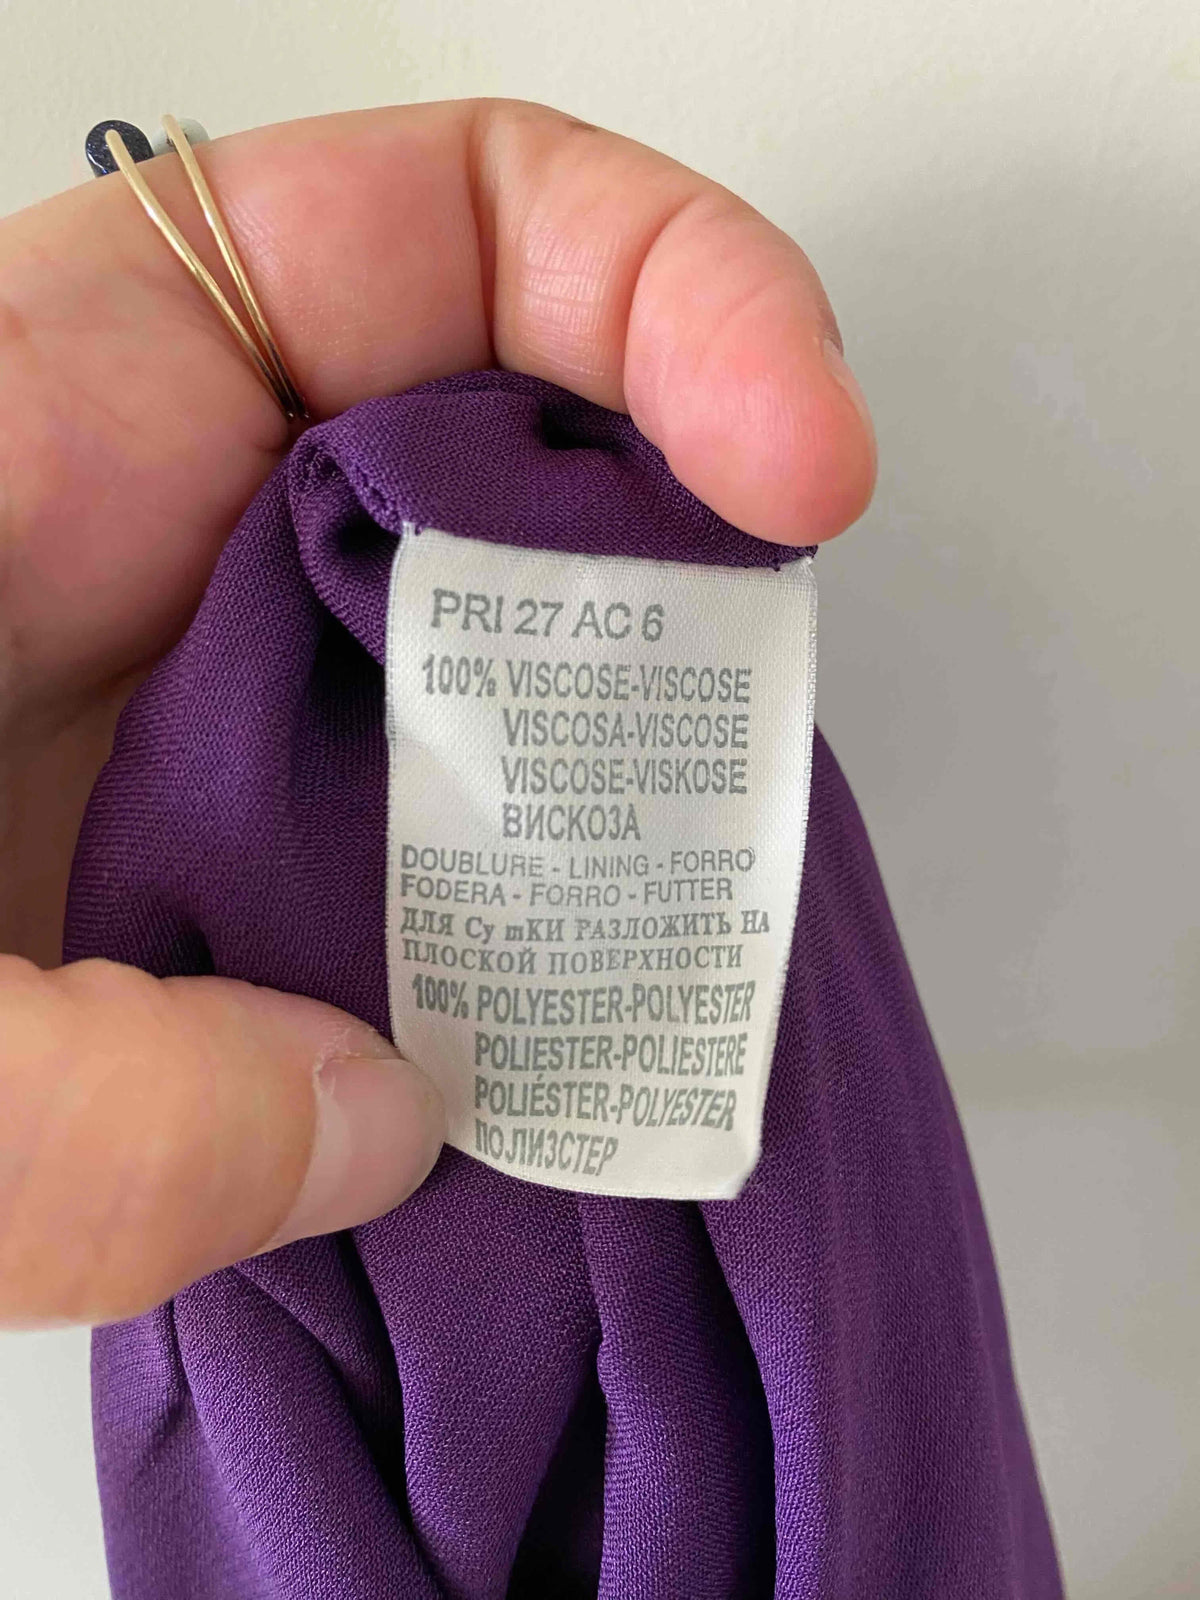 PRI 27 AC 6
100% VISCOSE-VISCOSE
VISCOSA-VISCOSE
VISCOSE-VISKOSE
ВИСКОЗА
DOUBLURE - LINING - FORRO
FODERA - FORRO - FUTTER
ДЛЯ Су mКИ РАЗЛОЖИТЬ НА
ПЛОСКОЙ ПОВЕРХНОСТИ
100% POLYESTER-POLYESTER
POLIESTER-POLIESTERE
POLIÉSTER-POLYESTER
ПОЛИЗСТЕР